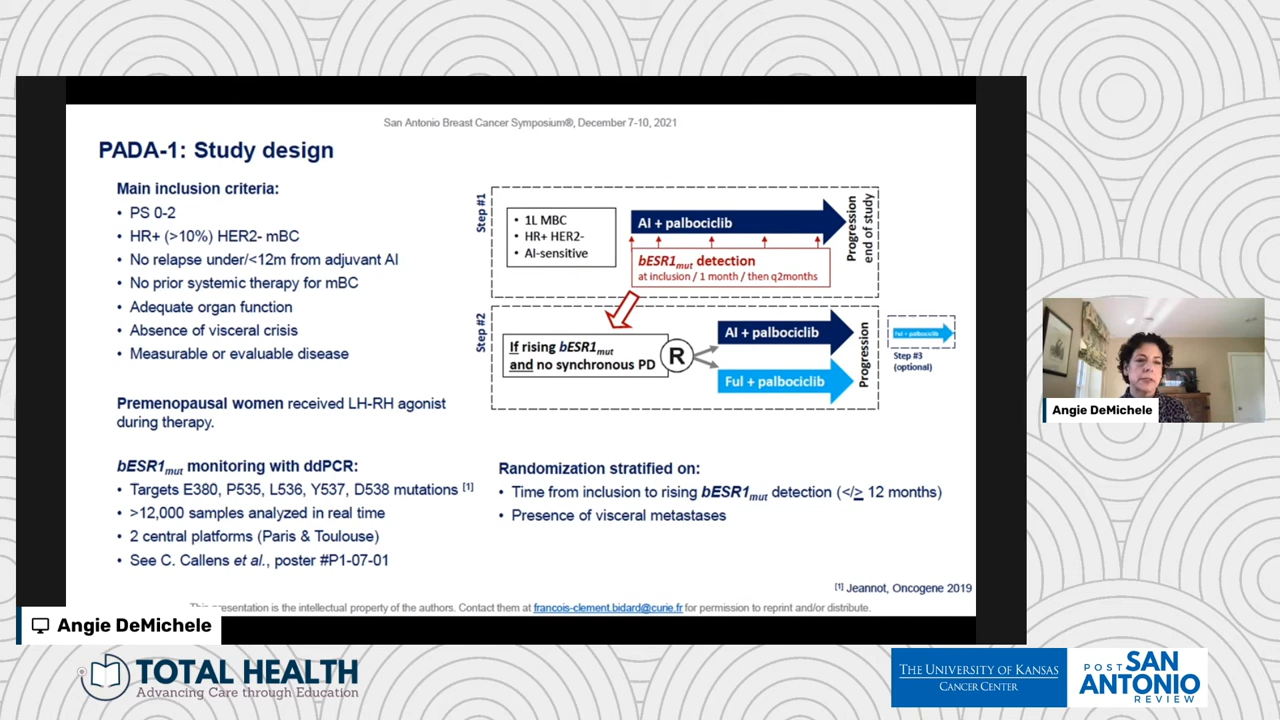 San Antonio Breast Cancer Symposium®, December 7-10, 2021
PADA-1: Study design
Main inclusion criteria:
• PS 0-2
• HR+ (>10%) HER2- mBC
• No relapse under/<12m from adjuvant AI
• No prior systemic therapy for mBC
• Adequate organ function
• Absence of visceral crisis
• Measurable or evaluable disease
Premenopausal women received LH-RH agonist
during therapy.
bESR1mut monitoring with ddPCR:
• Targets E380, P535, L536, Y537, D538 mutations [1]
• >12,000 samples analyzed in real time
• 2 central platforms (Paris & Toulouse)
• See C. Callens et al., poster #P1-07-01
Step #1
• 1L MBC
• HR+ HER2-
• AI-sensitive
AI + palbociclib
bESR1mut detection
at inclusion / 1 month / then q2months
Progression
end of study
Step #2
If rising bESR1mut
and no synchronous PD
R
AI + palbociclib
Ful + palbociclib
Progression
Ful + palbociclib
Step #3
(optional)
Randomization stratified on:
• Time from inclusion to rising bESR1mut detection (</≥ 12 months)
• Presence of visceral metastases
[1] Jeannot, Oncogene 2019
This presentation is the intellectual property of the authors. Contact them at francois-clement.bidard@curie.fr for permission to reprint and/or distribute.
Angie DeMichele
Angie DeMichele
TOTAL HEALTH
Advancing Care through Education
THE UNIVERSITY OF KANSAS
CANCER CENTER
POST
SAN
ANTONIO
REVIEW